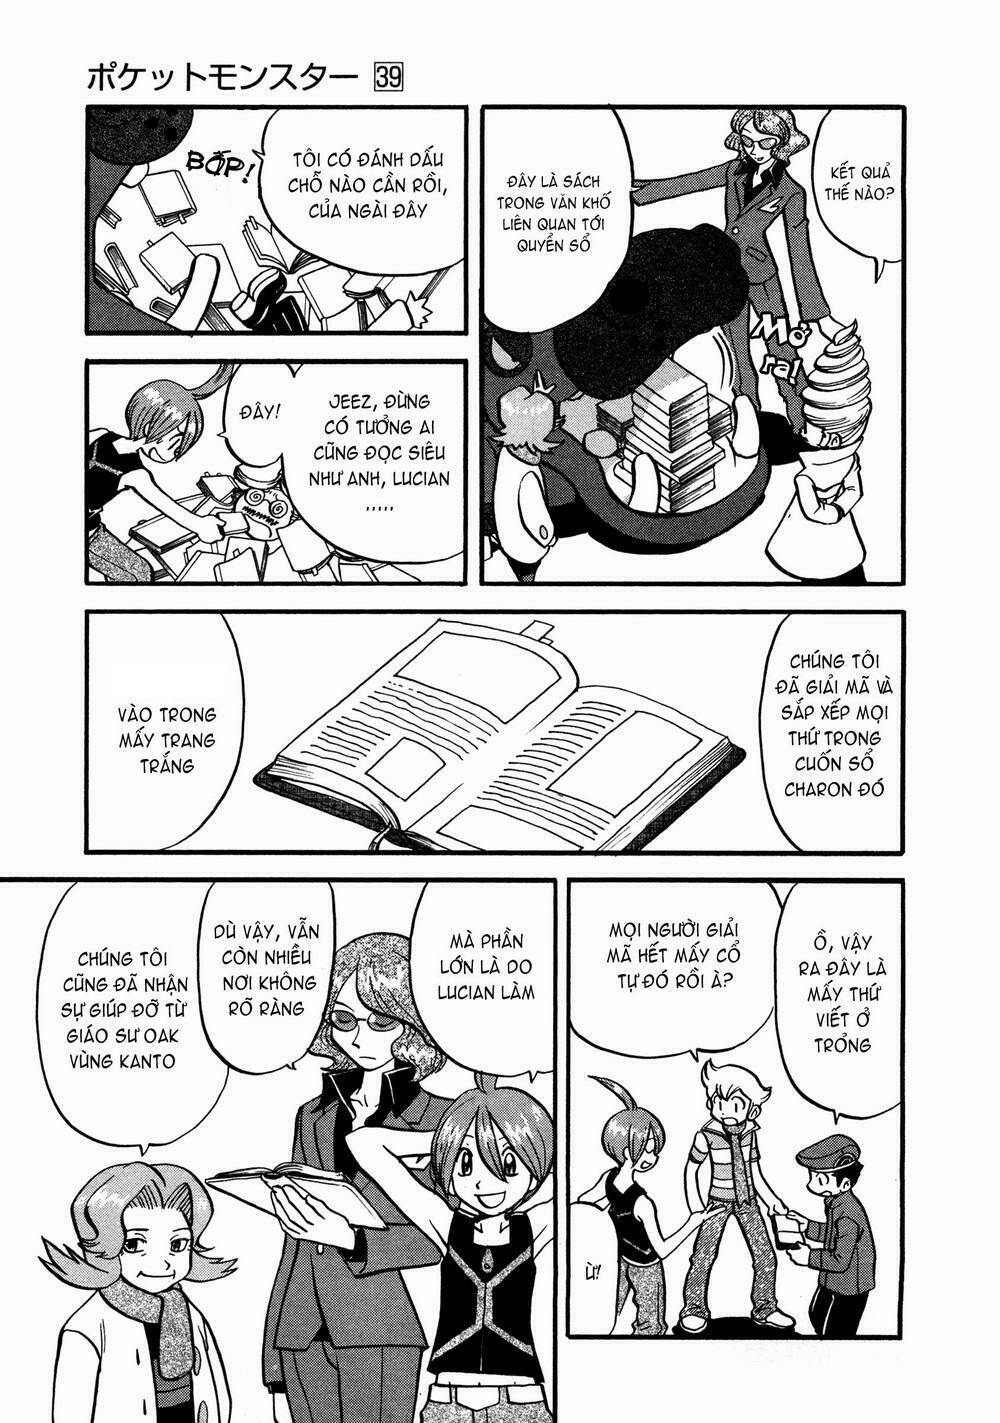 ポケットモンスター 39
KẾT QUẢ
THẾ NÀO?
ĐÂY LÀ SÁCH
TRONG VĂN KHỐ
LIÊN QUAN TỚI
QUYỂN SỔ
Mở
ra!
TÔI CÓ ĐÁNH DẤU
CHỖ NÀO CẦN RỒI,
CỦA NGÀI ĐÂY
BỐP!
JEEZ, ĐỪNG
CÓ TƯỞNG AI
CŨNG ĐỌC SIÊU
NHƯ ANH, LUCIAN
.....
ĐÂY!
CHÚNG TÔI
ĐÃ GIẢI MÃ VÀ
SẮP XẾP MỌI
THỨ TRONG
CUỐN SỔ
CHARON ĐÓ
VÀO TRONG
MẤY TRANG
TRẮNG
Ồ, VẬY
RA ĐÂY LÀ
MẤY THỨ
VIẾT Ở
TRỎNG
MỌI NGƯỜI GIẢI
MÃ HẾT MẤY CỔ
TỰ ĐÓ RỒI À?
Ừ!
MÀ PHẦN
LỚN LÀ DO
LUCIAN LÀM
DÙ VẬY, VẪN
CÒN NHIỀU
NƠI KHÔNG
RÕ RÀNG
CHÚNG TÔI
CŨNG ĐÃ NHẬN
SỰ GIÚP ĐỠ TỪ
GIÁO SƯ OAK
VÙNG KANTO